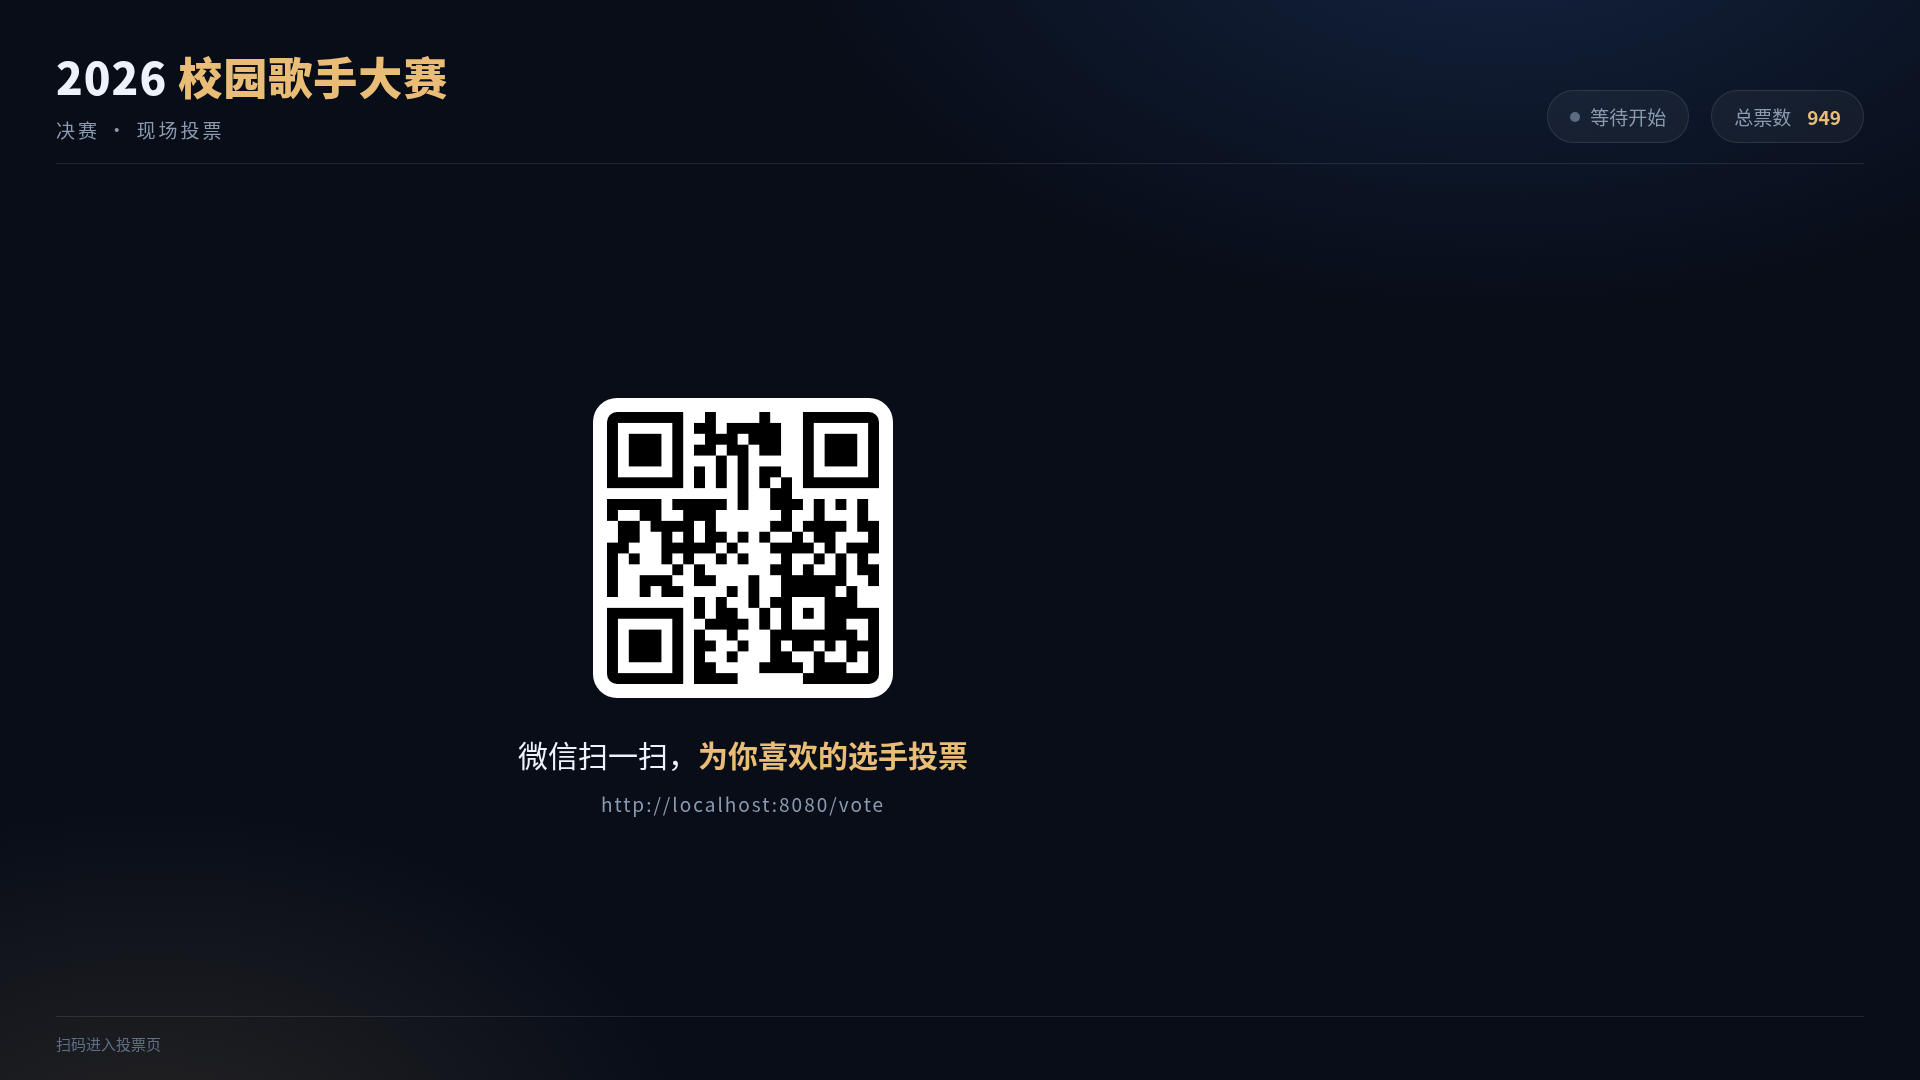 2026 校园歌手大赛
决赛 · 现场投票
等待开始
总票数 949
微信扫一扫，为你喜欢的选手投票
http://localhost:8080/vote
扫码进入投票页